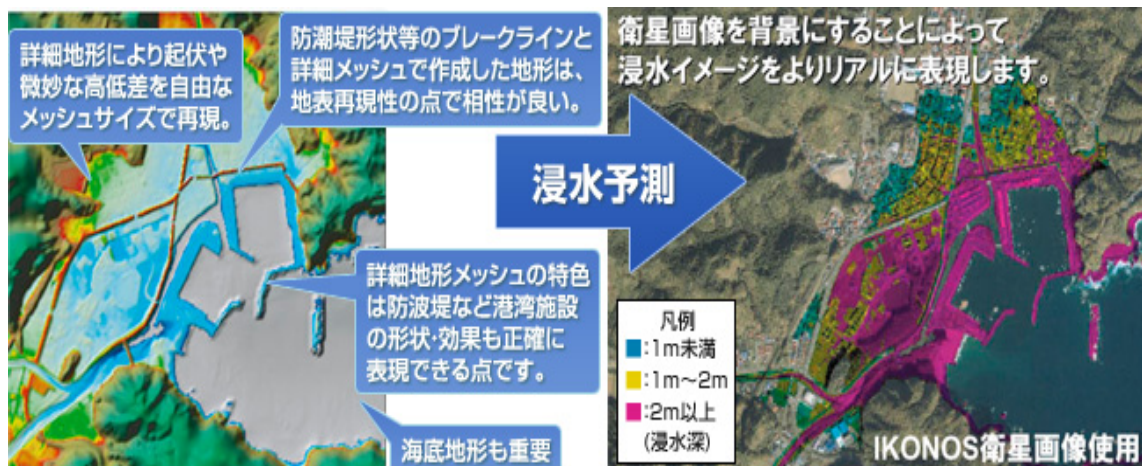 詳細地形により起伏や
微妙な高低差を自由な
メッシュサイズで再現。
防潮堤形状等のブレークラインと
詳細メッシュで作成した地形は、
地表再現性の点で相性が良い。
詳細地形メッシュの特色
は防波堤など港湾施設
の形状・効果も正確に
表現できる点です。
海底地形も重要
浸水予測
衛星画像を背景にすることによって
浸水イメージをよりリアルに表現します。
凡例
:1m未満
:1m～2m
:2m以上
(浸水深)
IKONOS衛星画像使用